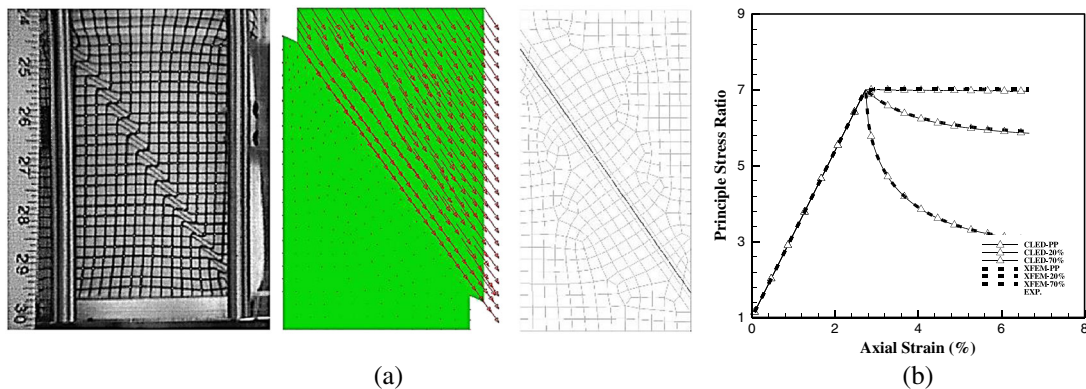 24
25
26
27
28
29
30
(a)
9
7
5
3
1
Principle Stress Ratio
0
2
4
6
8
Axial Strain (%)
CLED-PP
CLED-20%
CLED-70%
XFEM-PP
XFEM-20%
XFEM-70%
EXP.
(b)